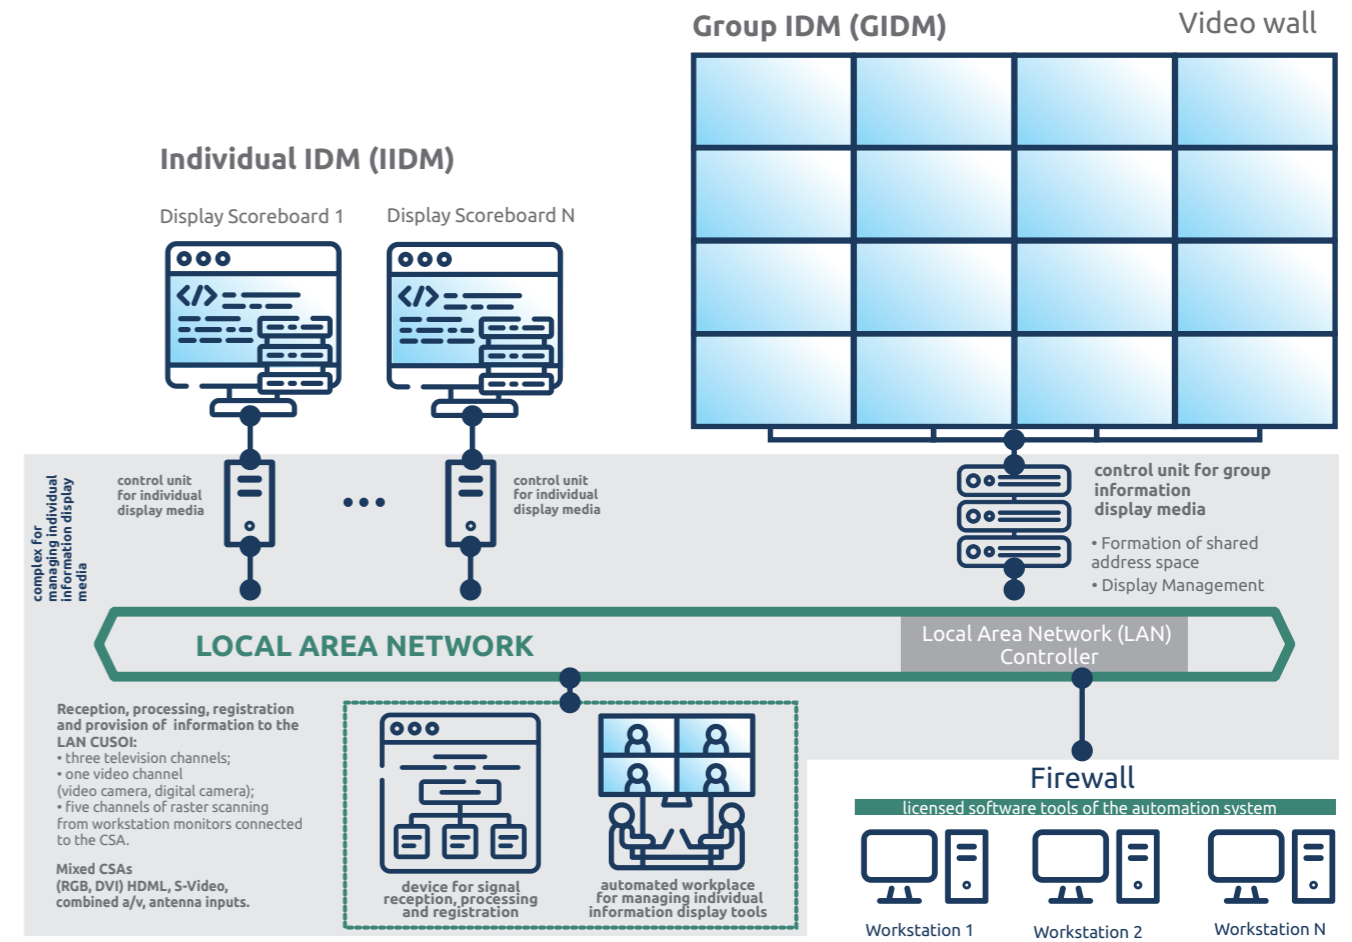 Group IDM (GIDM)
Video wall
Individual IDM (IIDM)
Display Scoreboard 1
Display Scoreboard N
</>
</>
complex for
managing individual
information display
media
control unit
for individual
display media
control unit
for individual
display media
control unit for group
information
display media
• Formation of shared
address space
• Display Management
LOCAL AREA NETWORK
Local Area Network (LAN)
Controller
Reception, processing, registration
and provision of information to the
LAN CUSOI:
• three television channels;
• one video channel
(video camera, digital camera);
• five channels of raster scanning
from workstation monitors connected
to the CSA.
Mixed CSAs
(RGB, DVI) HDML, S-Video,
combined a/v, antenna inputs.
device for signal
reception, processing
and registration
automated workplace
for managing individual
information display tools
Firewall
licensed software tools of the automation system
Workstation 1
Workstation 2
Workstation N